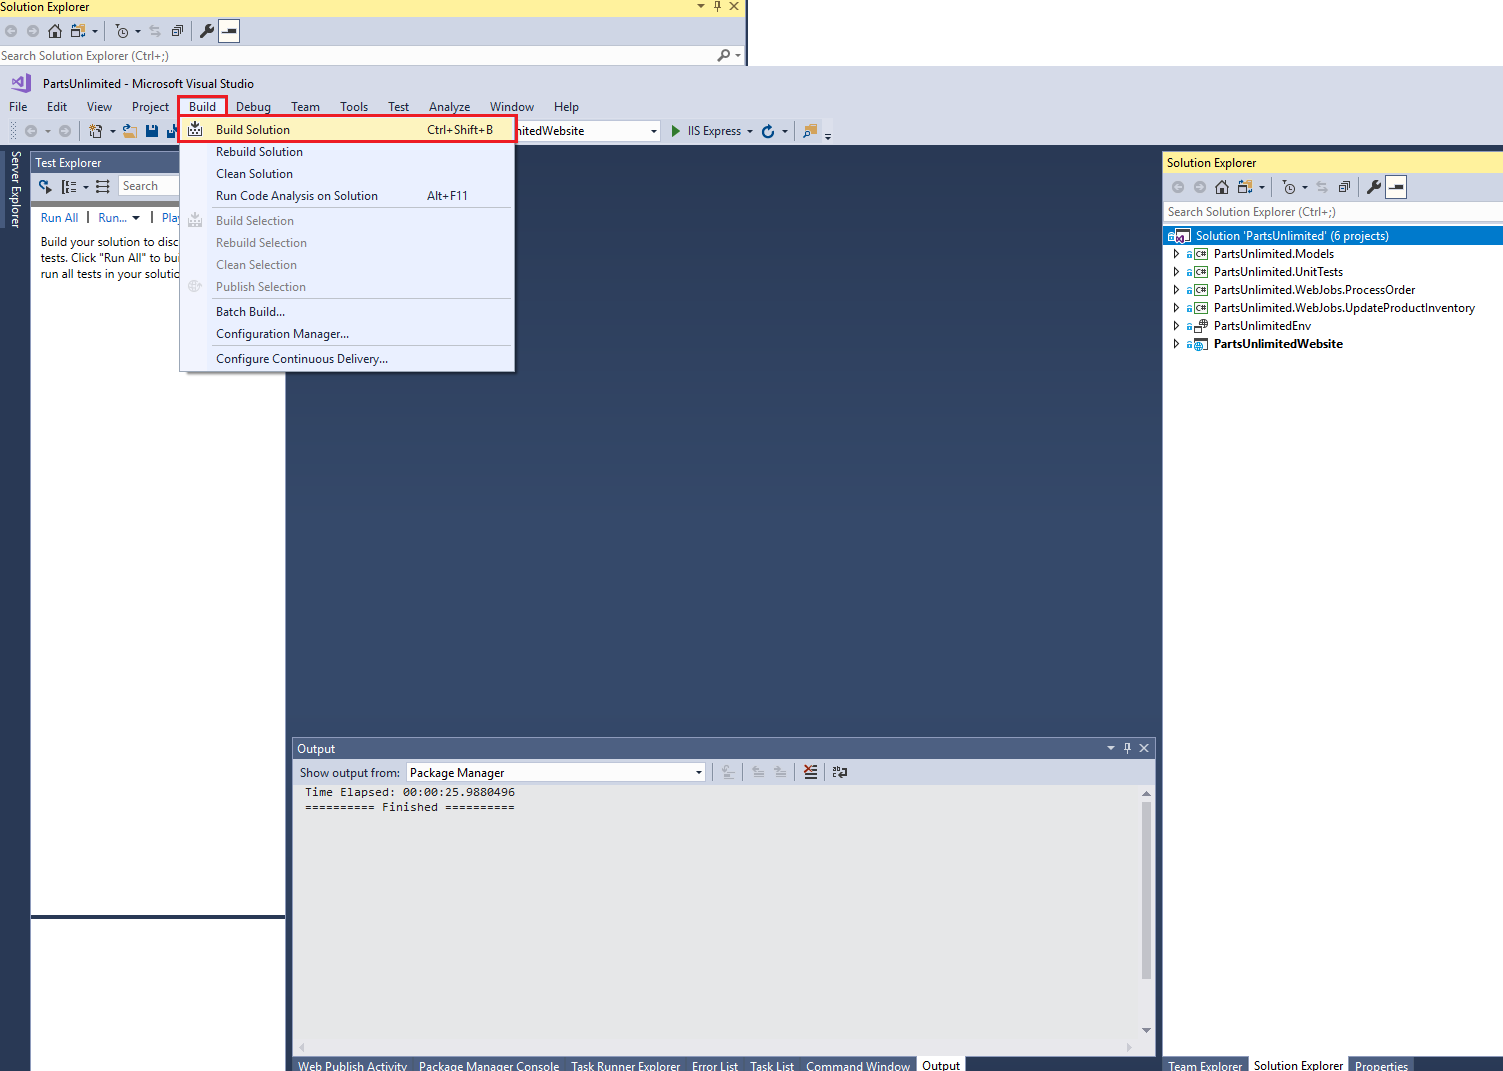 Solution Explorer
Search Solution Explorer (Ctrl+;)
PartsUnlimited - Microsoft Visual Studio
File Edit View Project Build Debug Team Tools Test Analyze Window Help
Build Solution Ctrl+Shift+B
nitedWebsite
IIS Express
Rebuild Solution
Clean Solution
Run Code Analysis on Solution Alt+F11
Build Selection
Rebuild Selection
Clean Selection
Publish Selection
Batch Build...
Configuration Manager...
Configure Continuous Delivery...
Server Explorer
Test Explorer
Search
Run All | Run... | Play
Build your solution to disc
tests. Click "Run All" to bu
run all tests in your solutio
Solution Explorer
Search Solution Explorer (Ctrl+;)
Solution 'PartsUnlimited' (6 projects)
C# PartsUnlimited.Models
C# PartsUnlimited.UnitTests
C# PartsUnlimited.WebJobs.ProcessOrder
C# PartsUnlimited.WebJobs.UpdateProductInventory
PartsUnlimitedEnv
PartsUnlimitedWebsite
Output
Show output from: Package Manager
Time Elapsed: 00:00:25.9880496
========== Finished ==========
Web Publish Activity Package Manager Console Task Runner Explorer Error List Task List Command Window Output
Team Explorer Solution Explorer Properties